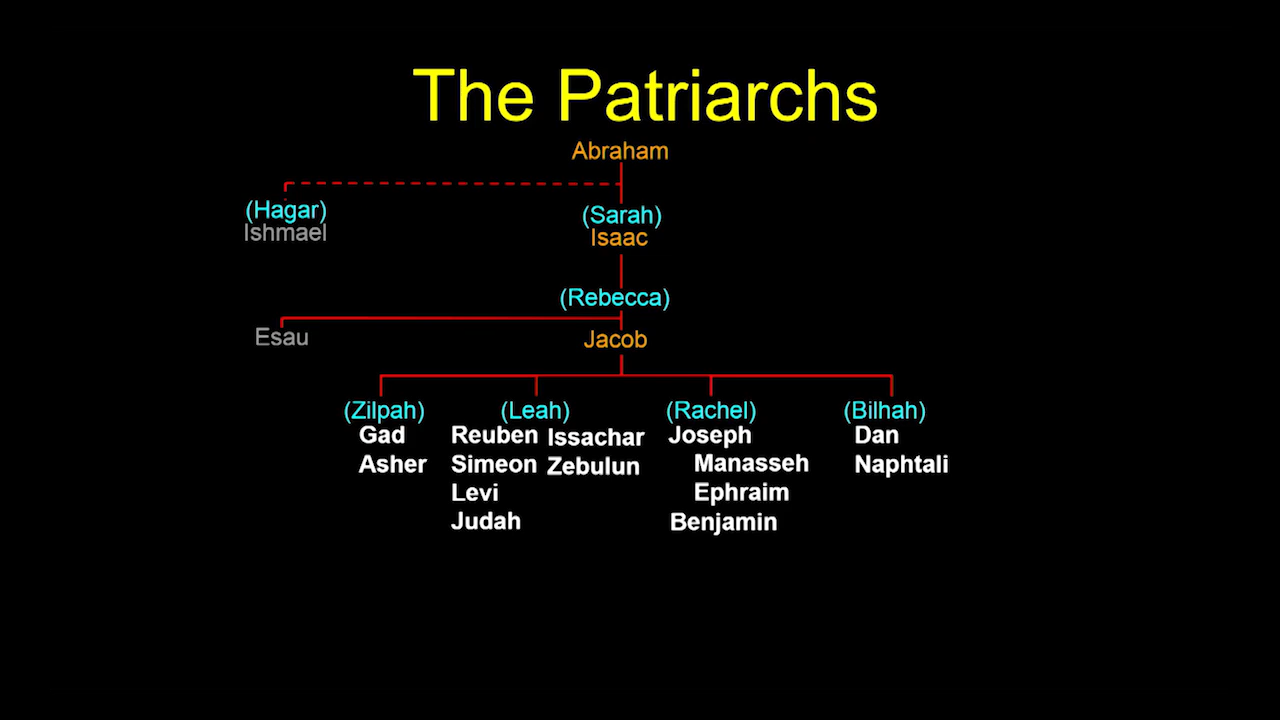 The Patriarchs
Abraham
(Hagar)
Ishmael
(Sarah)
Isaac
(Rebecca)
Esau
Jacob
(Zilpah)
Gad
Asher
(Leah)
Reuben Issachar
Simeon Zebulun
Levi
Judah
(Rachel)
Joseph
Manasseh
Ephraim
Benjamin
(Bilhah)
Dan
Naphtali